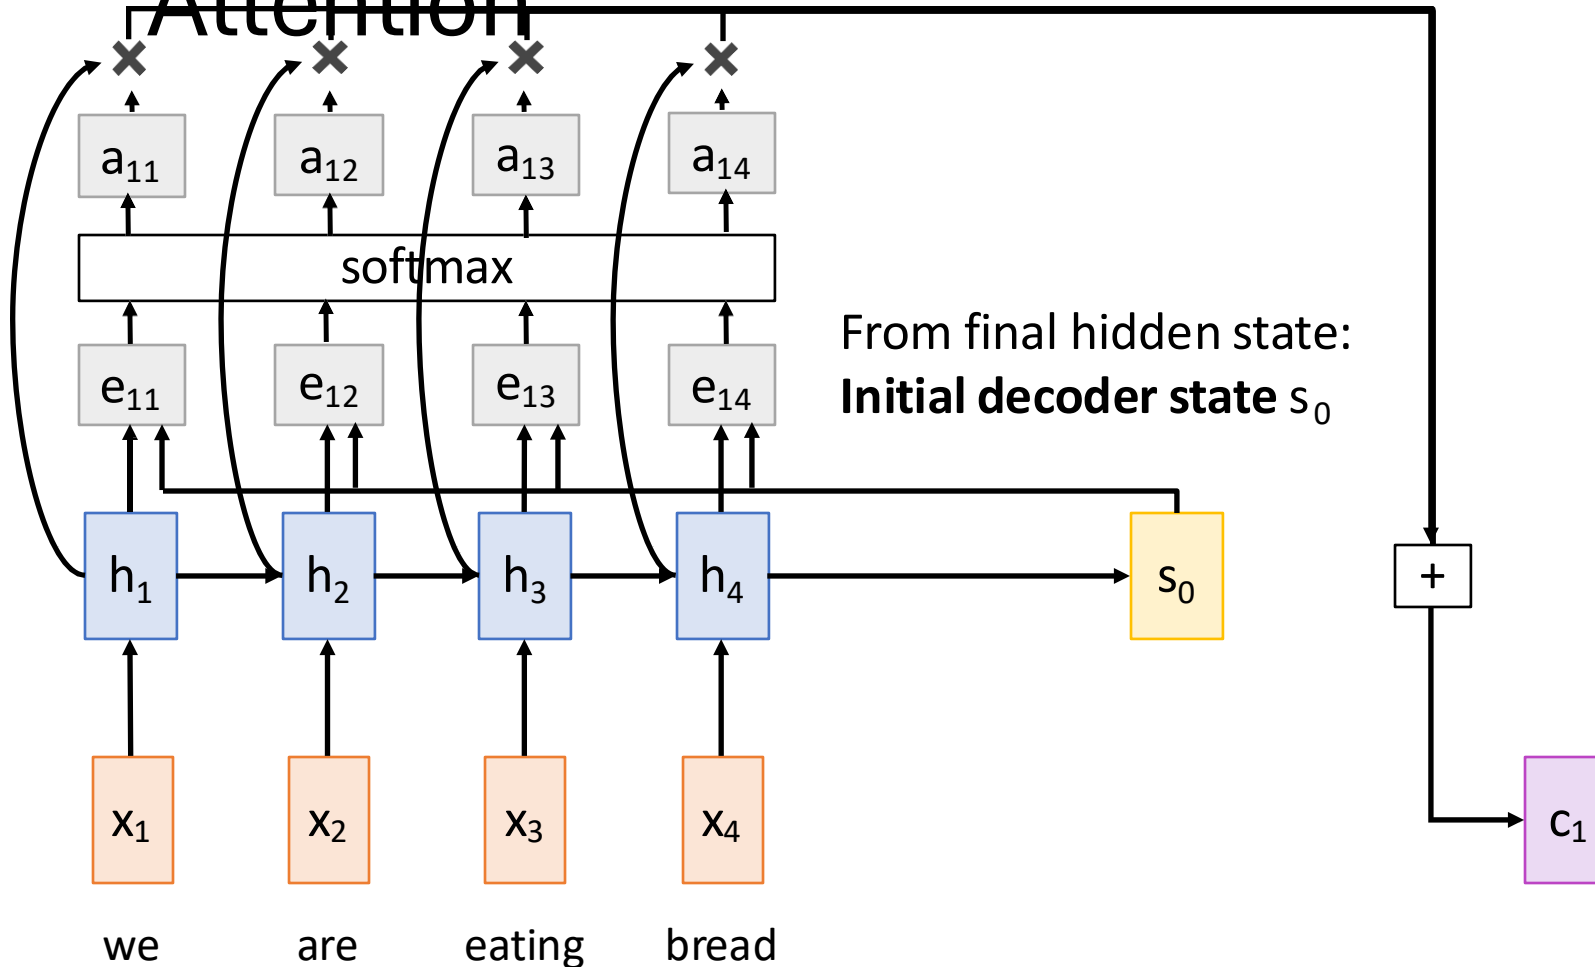 Attention
a₁₁ a₁₂ a₁₃ a₁₄
softmax
e₁₁ e₁₂ e₁₃ e₁₄
From final hidden state:
Initial decoder state s₀
h₁ h₂ h₃ h₄ s₀ +
x₁ x₂ x₃ x₄ c₁
we are eating bread